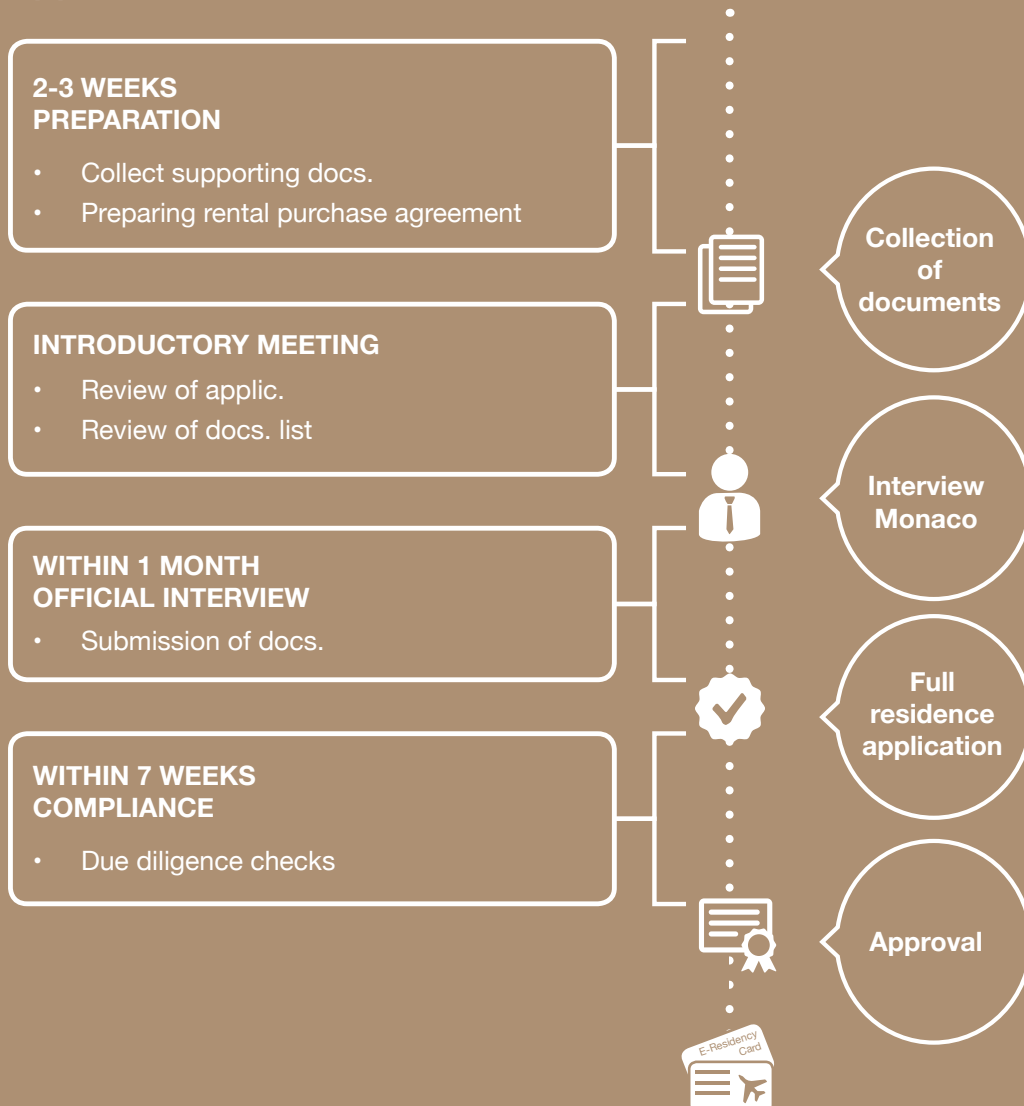 2-3 WEEKS
PREPARATION
• Collect supporting docs.
• Preparing rental purchase agreement
Collection
of
documents
INTRODUCTORY MEETING
• Review of applic.
• Review of docs. list
Interview
Monaco
WITHIN 1 MONTH
OFFICIAL INTERVIEW
• Submission of docs.
Full
residence
application
WITHIN 7 WEEKS
COMPLIANCE
• Due diligence checks
Approval
E-Residency
Card